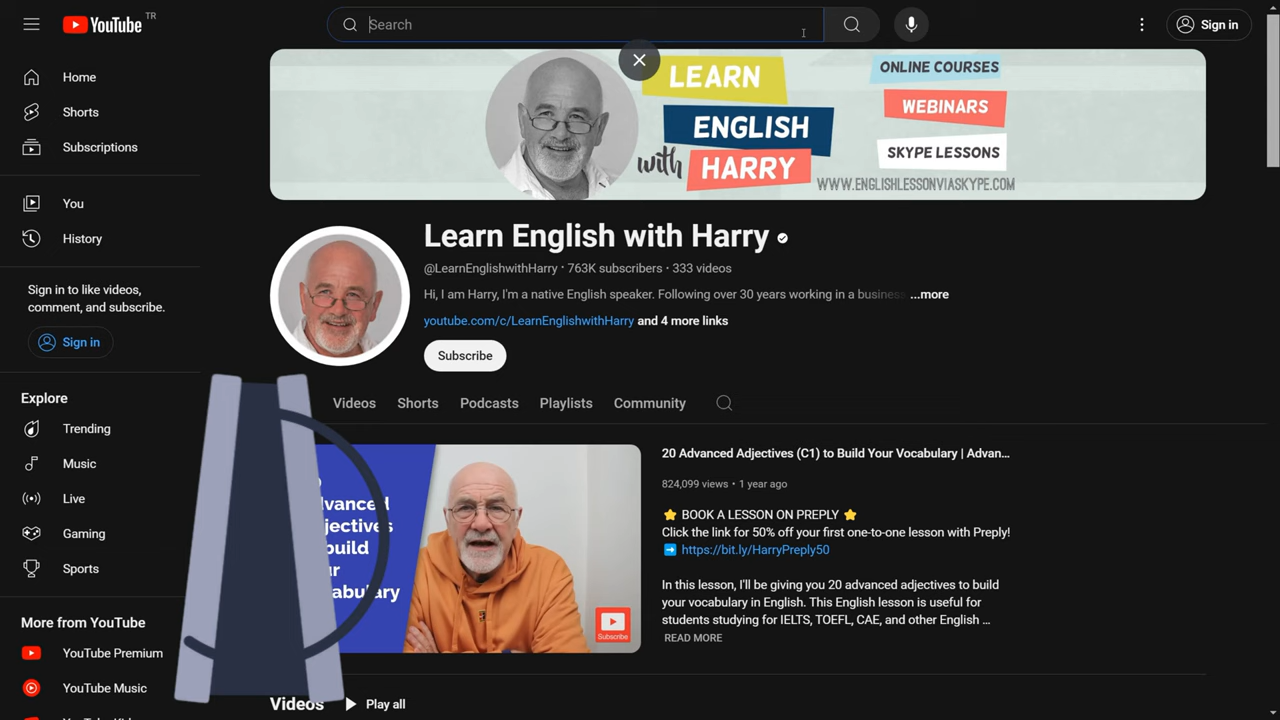 YouTube TR
Search
Sign in
Home
Shorts
Subscriptions
You
History
Sign in to like videos,
comment, and subscribe.
Sign in
Explore
Trending
Music
Live
Gaming
Sports
More from YouTube
YouTube Premium
YouTube Music
LEARN
ENGLISH
with HARRY
ONLINE COURSES
WEBINARS
SKYPE LESSONS
WWW.ENGLISHLESSONVIASKYPE.COM
Learn English with Harry
@LearnEnglishwithHarry · 763K subscribers · 333 videos
Hi, I am Harry, I'm a native English speaker. Following over 30 years working in a business ...more
youtube.com/c/LearnEnglishwithHarry and 4 more links
Subscribe
Videos Shorts Podcasts Playlists Community
vanced
jectives
build
ur
abulary
Subscribe
20 Advanced Adjectives (C1) to Build Your Vocabulary | Advan...
824,099 views • 1 year ago
⭐ BOOK A LESSON ON PREPLY ⭐
Click the link for 50% off your first one-to-one lesson with Preply!
➡ https://bit.ly/HarryPreply50
In this lesson, I'll be giving you 20 advanced adjectives to build
your vocabulary in English. This English lesson is useful for
students studying for IELTS, TOEFL, CAE, and other English ...
READ MORE
Videos Play all